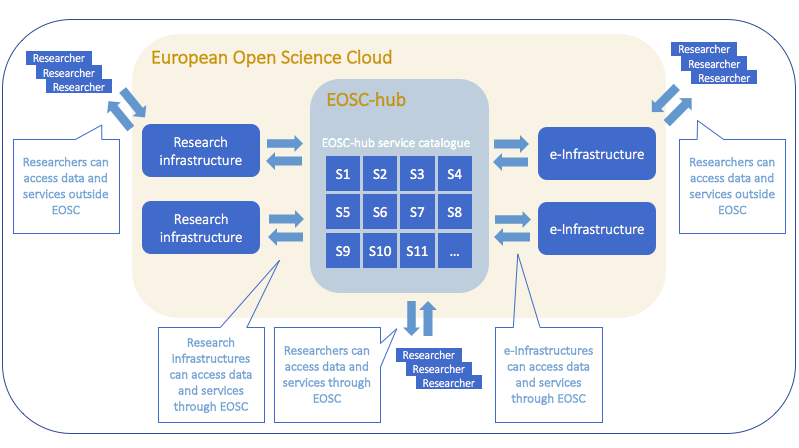 European Open Science Cloud
Researcher
Researcher
Researcher
Researcher
Researcher
Researcher
EOSC-hub
EOSC-hub service catalogue
S1 S2 S3 S4
S5 S6 S7 S8
S9 S10 S11 ...
Research
infrastructure
Research
infrastructure
e-Infrastructure
e-Infrastructure
Researchers can
access data and
services outside
EOSC
Researchers can
access data and
services outside
EOSC
Research
Infrastructures
can access data
and services
through EOSC
Researchers can
access data and
services through
EOSC
Researcher
Researcher
Researcher
e-Infrastructures
can access data
and services
through EOSC